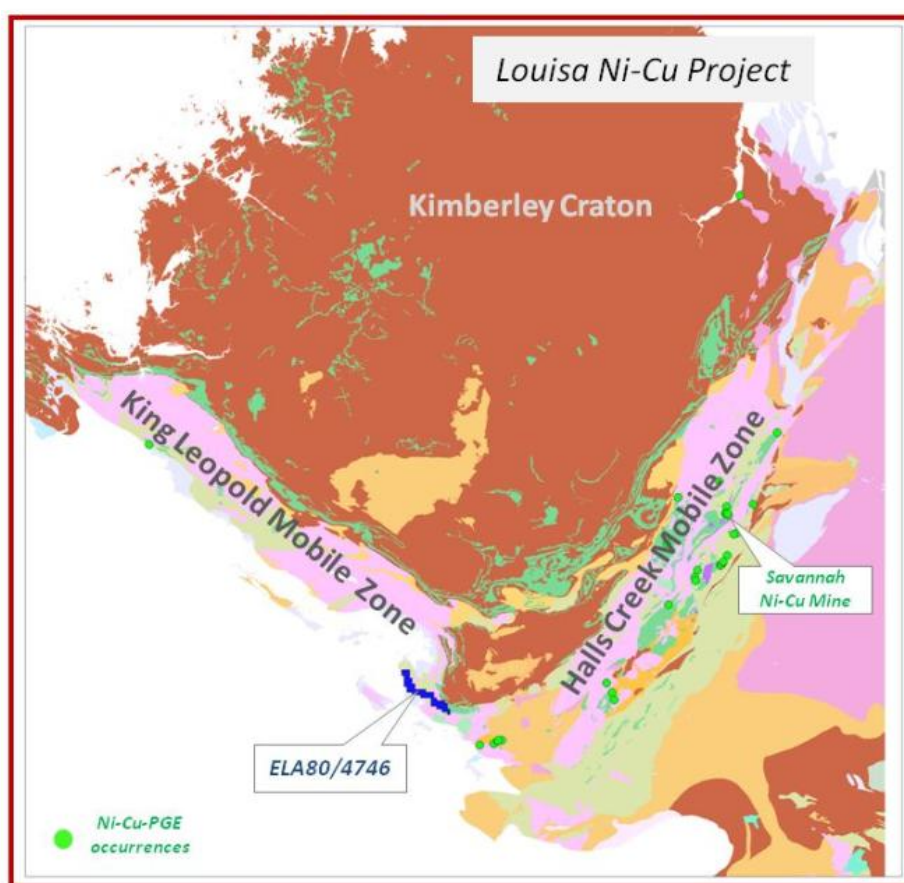 Louisa Ni-Cu Project
Kimberley Craton
King Leopold Mobile Zone
Halls Creek Mobile Zone
Savannah
Ni-Cu Mine
ELA80/4746
Ni-Cu-PGE
occurrences